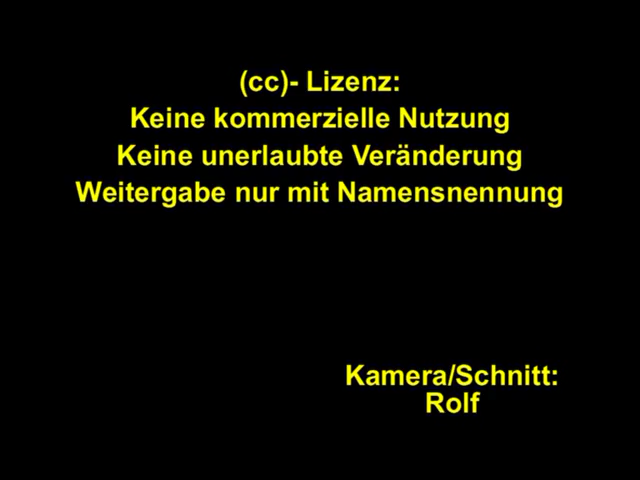 (cc)- Lizenz:
Keine kommerzielle Nutzung
Keine unerlaubte Veränderung
Weitergabe nur mit Namensnennung
Kamera/Schnitt:
Rolf